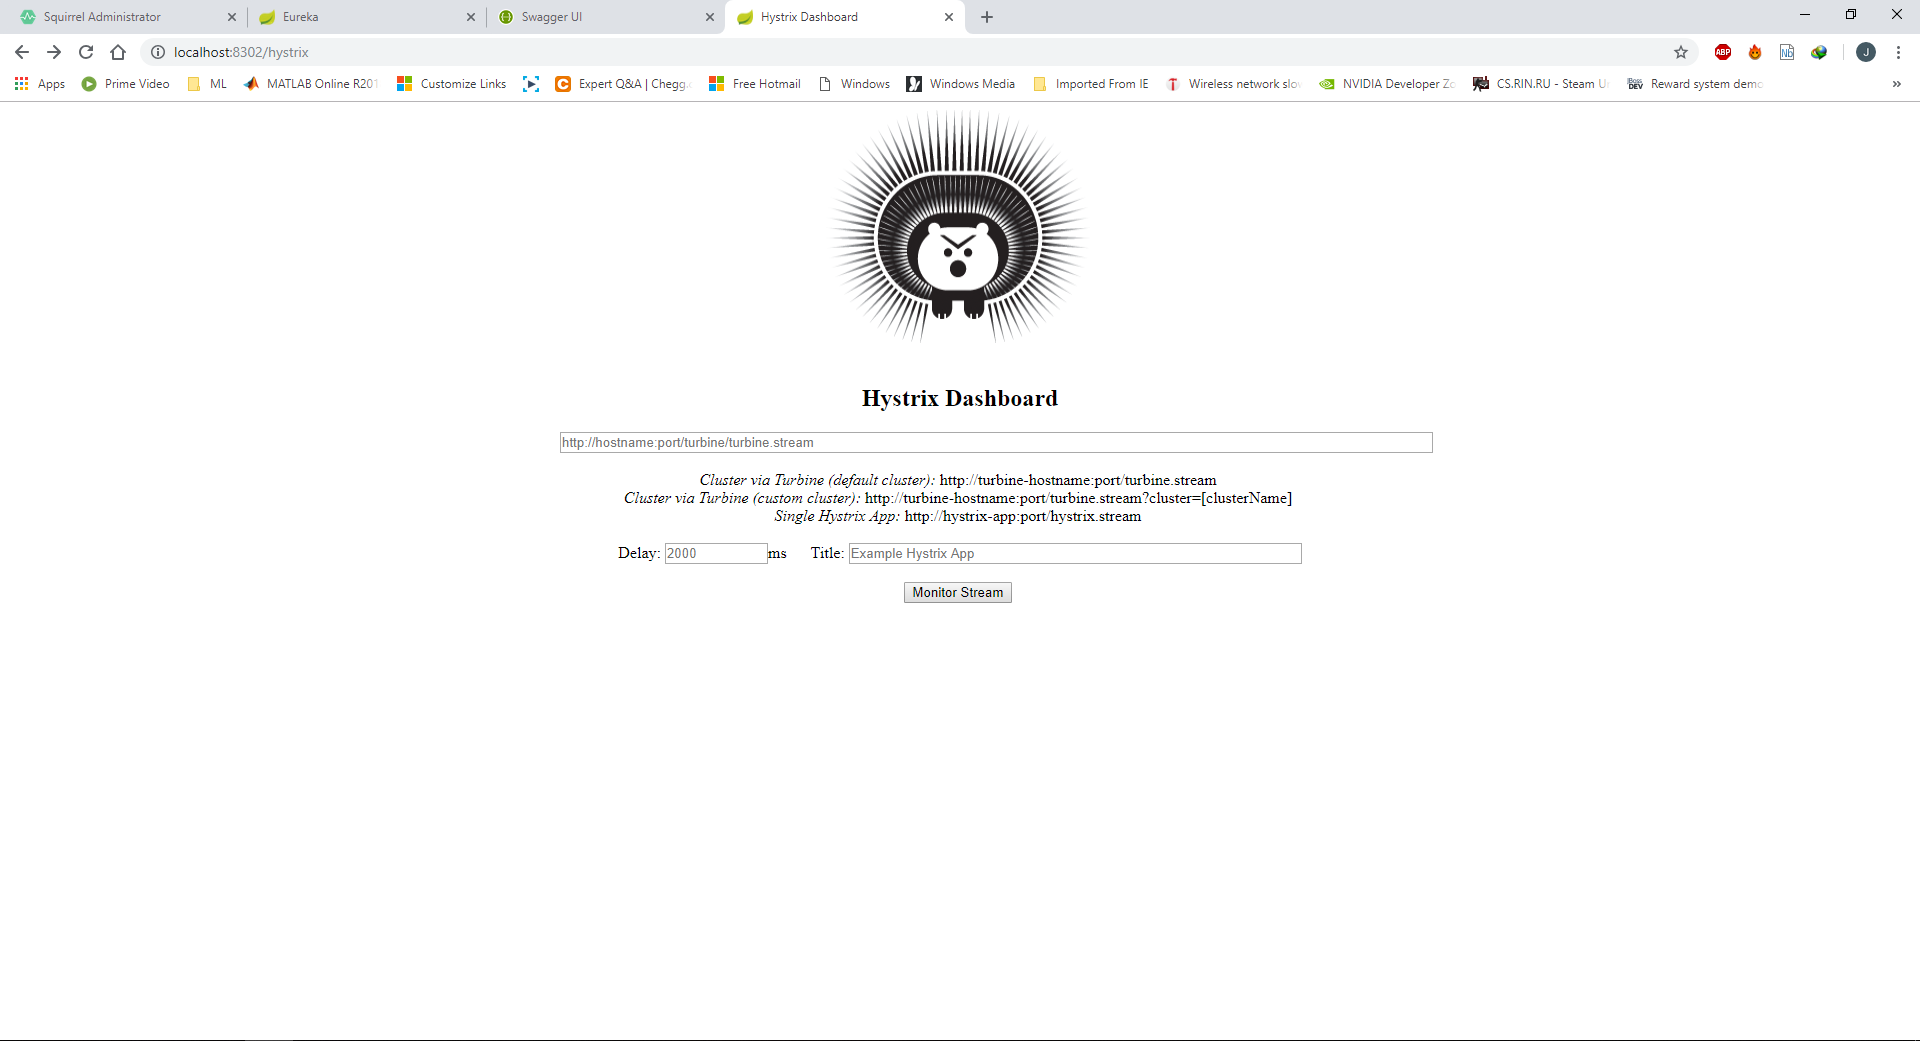 Squirrel Administrator
Eureka
Swagger UI
Hystrix Dashboard
localhost:8302/hystrix
ABP
J
Apps
Prime Video
ML
MATLAB Online R201
Customize Links
Expert Q&A | Chegg
Free Hotmail
Windows
Windows Media
Imported From IE
Wireless network slo
NVIDIA Developer Zo
CS.RIN.RU - Steam U
Reward system demo
Hystrix Dashboard
http://hostname:port/turbine/turbine.stream
Cluster via Turbine (default cluster): http://turbine-hostname:port/turbine.stream
Cluster via Turbine (custom cluster): http://turbine-hostname:port/turbine.stream?cluster=[clusterName]
Single Hystrix App: http://hystrix-app:port/hystrix.stream
Delay: 2000 ms Title: Example Hystrix App
Monitor Stream